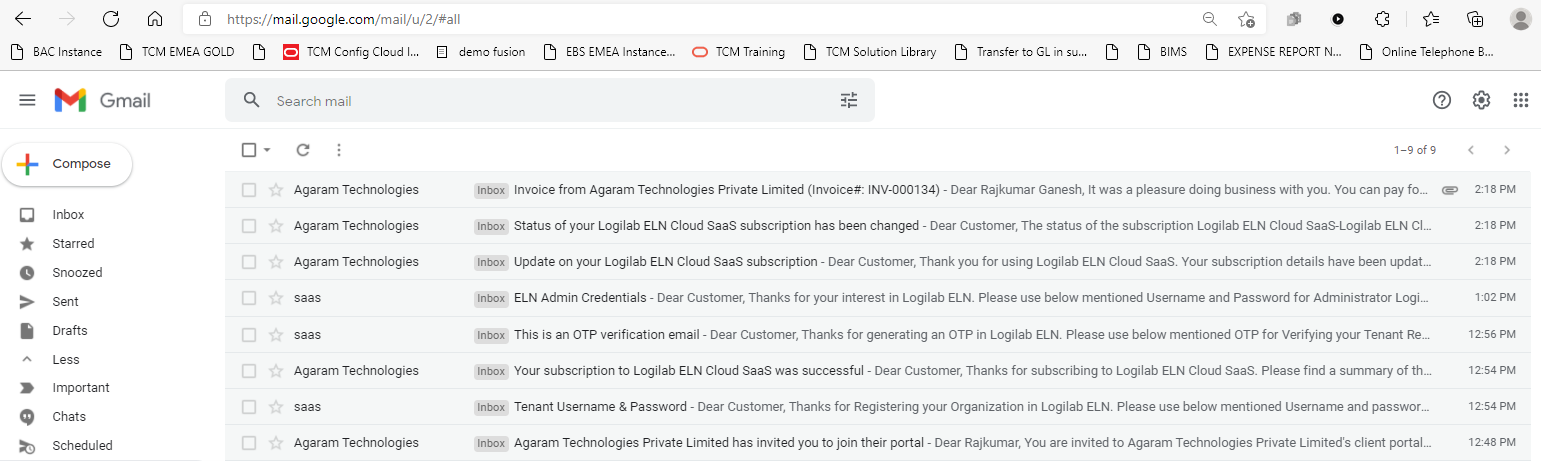 https://mail.google.com/mail/u/2/#all
BAC Instance TCM EMEA GOLD TCM Config Cloud I... demo fusion EBS EMEA Instance... TCM Training TCM Solution Library Transfer to GL in su... BIMS EXPENSE REPORT N... Online Telephone B...
Gmail Search mail
Compose 1–9 of 9
Agaram Technologies Inbox Invoice from Agaram Technologies Private Limited (Invoice#: INV-000134) - Dear Rajkumar Ganesh, It was a pleasure doing business with you. You can pay fo... 2:18 PM
Inbox
Agaram Technologies Inbox Status of your Logilab ELN Cloud SaaS subscription has been changed - Dear Customer, The status of the subscription Logilab ELN Cloud SaaS-Logilab ELN Cl... 2:18 PM
Starred
Agaram Technologies Inbox Update on your Logilab ELN Cloud SaaS subscription - Dear Customer, Thank you for using Logilab ELN Cloud SaaS. Your subscription details have been updat... 2:18 PM
Snoozed
saas Inbox ELN Admin Credentials - Dear Customer, Thanks for your interest in Logilab ELN. Please use below mentioned Username and Password for Administrator Logi... 1:02 PM
Sent
Drafts
saas Inbox This is an OTP verification email - Dear Customer, Thanks for generating an OTP in Logilab ELN. Please use below mentioned OTP for Verifying your Tenant Re... 12:56 PM
Less
Agaram Technologies Inbox Your subscription to Logilab ELN Cloud SaaS was successful - Dear Customer, Thanks for subscribing to Logilab ELN Cloud SaaS. Please find a summary of th... 12:54 PM
Important
saas Inbox Tenant Username & Password - Dear Customer, Thanks for Registering your Organization in Logilab ELN. Please use below mentioned Username and passwor... 12:54 PM
Chats
Agaram Technologies Inbox Agaram Technologies Private Limited has invited you to join their portal - Dear Rajkumar, You are invited to Agaram Technologies Private Limited's client portal... 12:48 PM
Scheduled